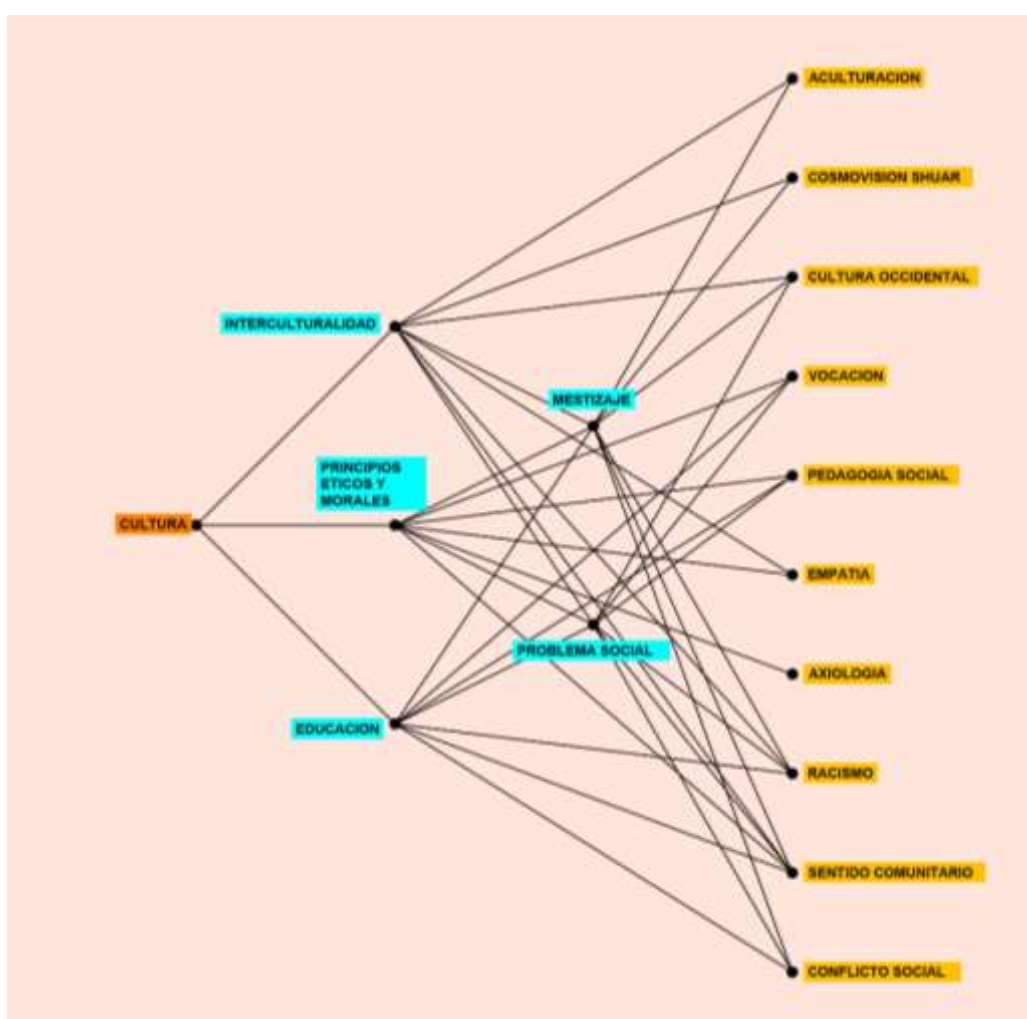 ACULTURACION
COSMOVISION SHUAR
CULTURA OCCIDENTAL
INTERCULTURALIDAD
VOCACION
MESTIZAJE
PRINCIPIOS
ETICOS Y
MORALES
PEDAGOGIA SOCIAL
CULTURA
EMPATIA
PROBLEMA SOCIAL
AXIOLOGIA
EDUCACION
RACISMO
SENTIDO COMUNITARIO
CONFLICTO SOCIAL